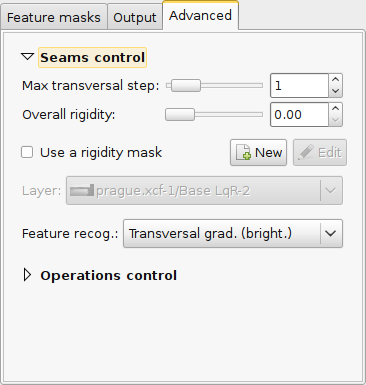 Feature masks Output Advanced
Seams control
Max transversal step: 1
Overall rigidity: 0.00
Use a rigidity mask New Edit
Layer: prague.xcf-1/Base LqR-2
Feature recog.: Transversal grad. (bright.)
Operations control